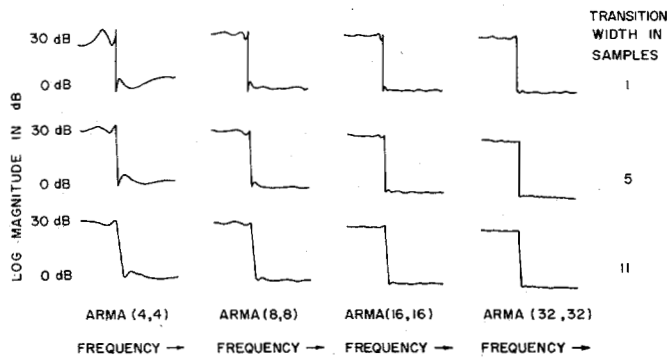 TRANSITION
WIDTH IN
SAMPLES
30 dB
0 dB
1
30 dB
0 dB
5
30 dB
0 dB
11
LOG MAGNITUDE IN dB
ARMA (4,4)
ARMA (8,8)
ARMA(16,16)
ARMA (32,32)
FREQUENCY →
FREQUENCY →
FREQUENCY →
FREQUENCY →